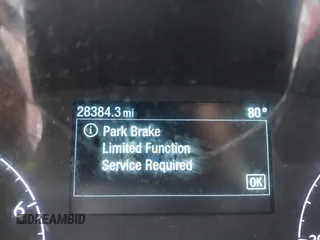 28384.3 mi 80°
Park Brake
Limited Function
Service Required
OK
6
DREAMBID